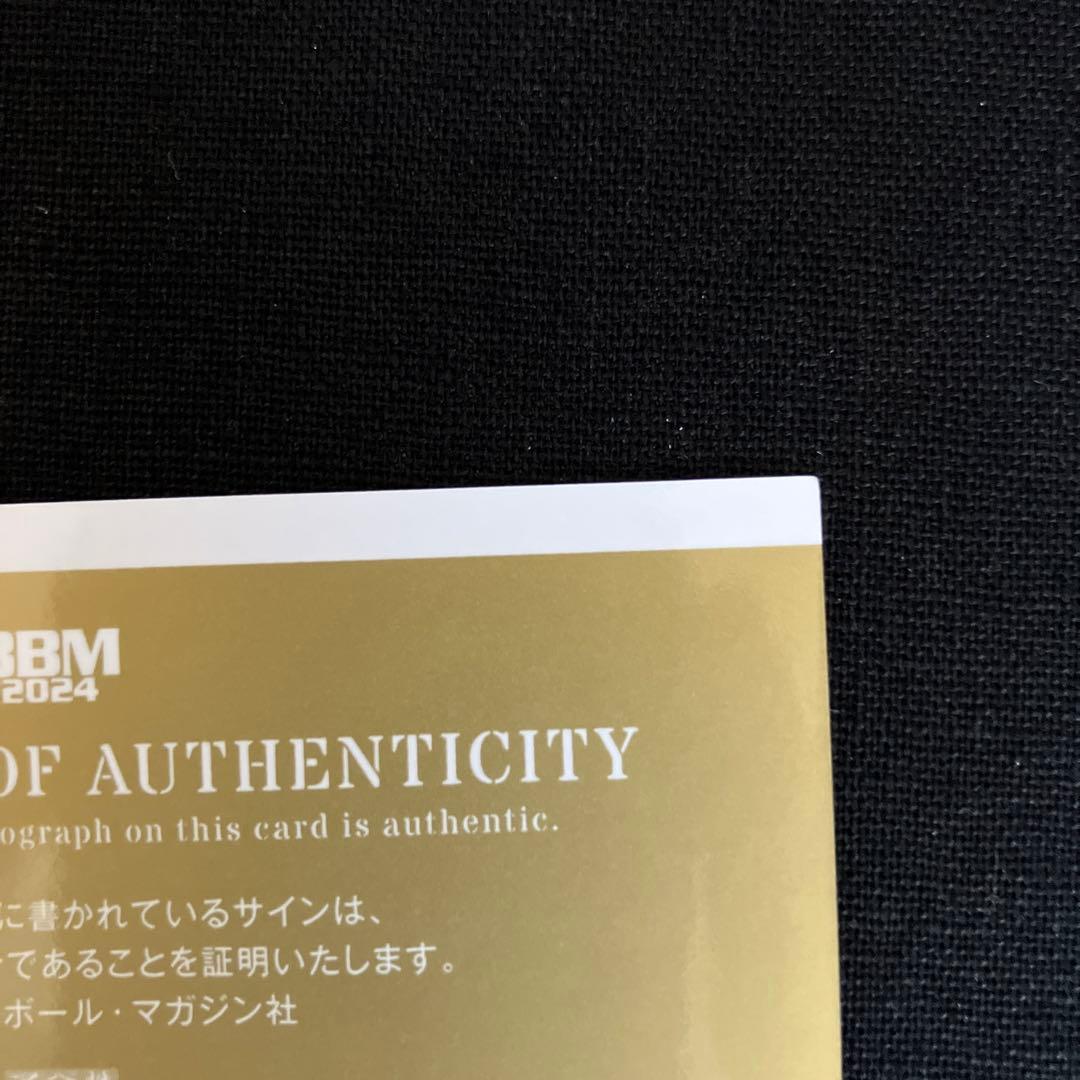 BBM
2024
OF AUTHENTICITY
ograph on this card is authentic.
に書かれているサインは、
であることを証明いたします。
ボール・マガジン社